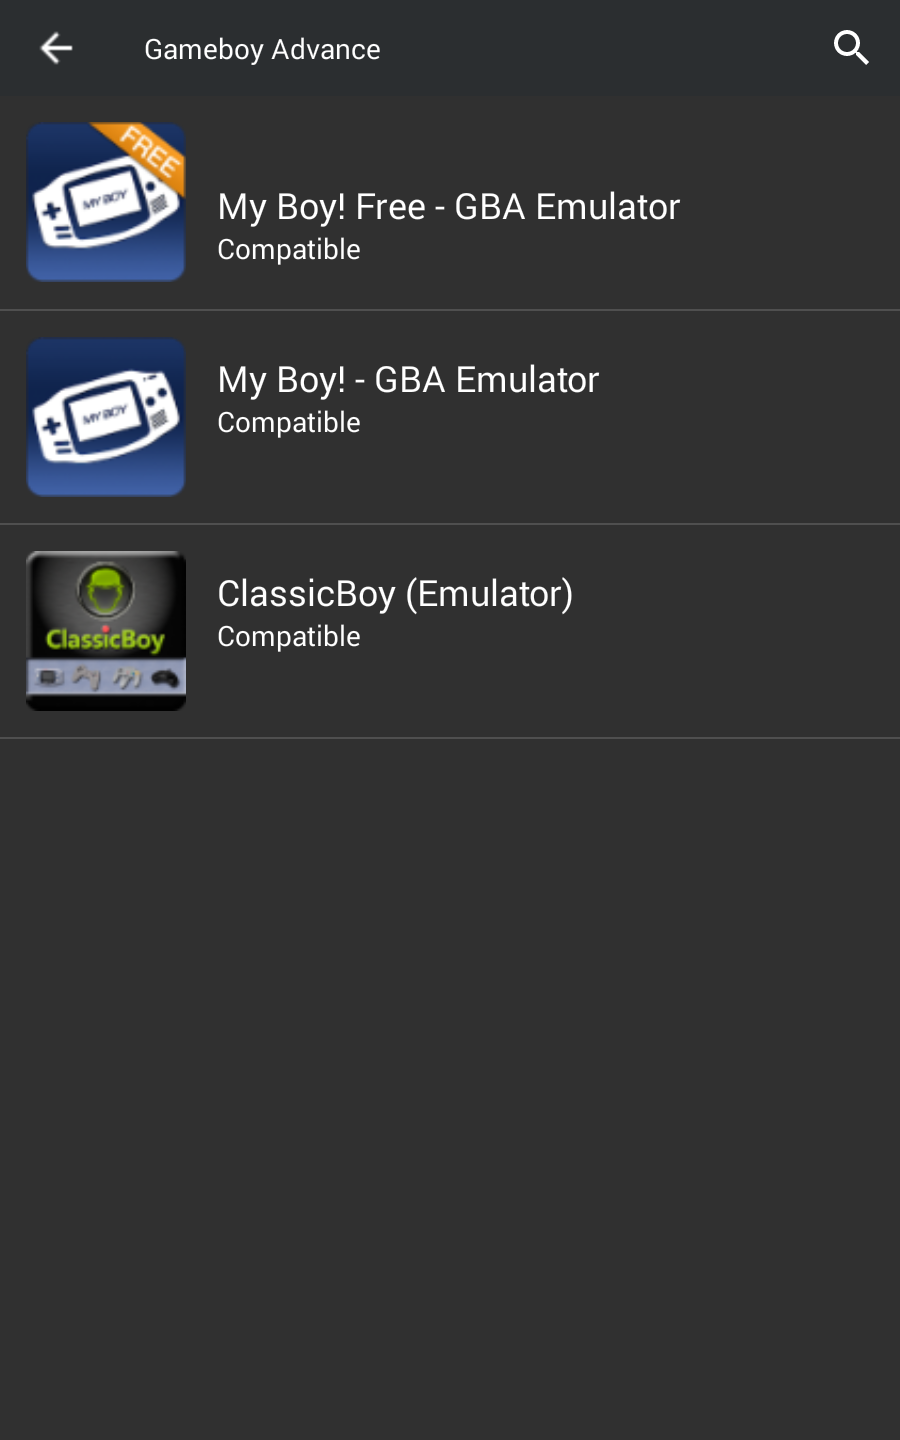 Gameboy Advance
FREE
MY BOY
My Boy! Free - GBA Emulator
Compatible
MY BOY
My Boy! - GBA Emulator
Compatible
ClassicBoy
ClassicBoy (Emulator)
Compatible